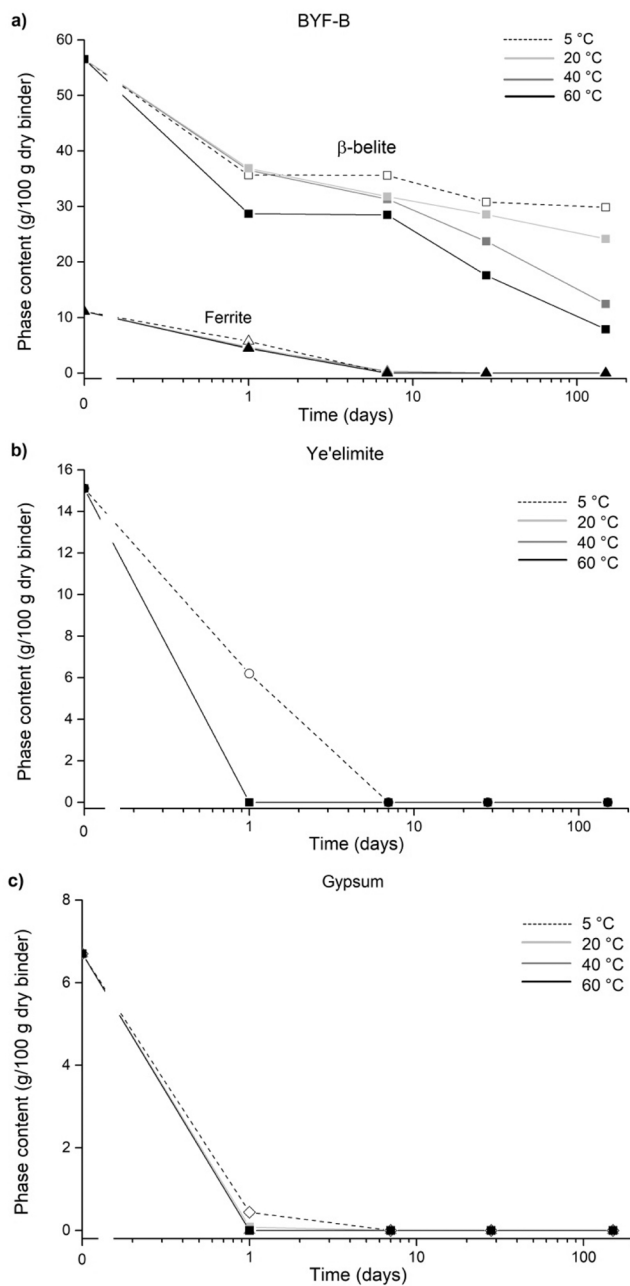 a)
BYF-B
5 °C
20 °C
40 °C
60 °C
60
50
40
30
20
10
0
Phase content (g/100 g dry binder)
β-belite
Ferrite
0
1
10
100
Time (days)
b)
Ye'elimite
5 °C
20 °C
40 °C
60 °C
16
14
12
10
8
6
4
2
0
Phase content (g/100 g dry binder)
0
1
10
100
Time (days)
c)
Gypsum
5 °C
20 °C
40 °C
60 °C
8
6
4
2
0
Phase content (g/100 g dry binder)
0
1
10
100
Time (days)